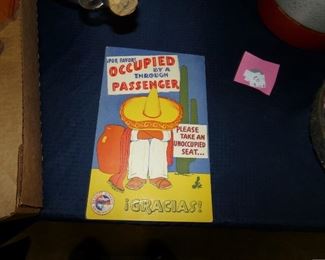 ¡POR FAVOR!
OCCUPIED
BY A
THROUGH
PASSENGER
PLEASE
TAKE AN
UNOCCUPIED
SEAT...
¡GRACIAS!